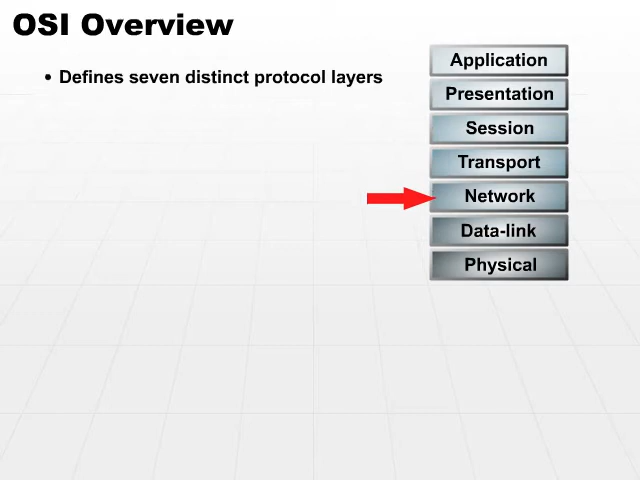 OSI Overview
• Defines seven distinct protocol layers
Application
Presentation
Session
Transport
Network
Data-link
Physical